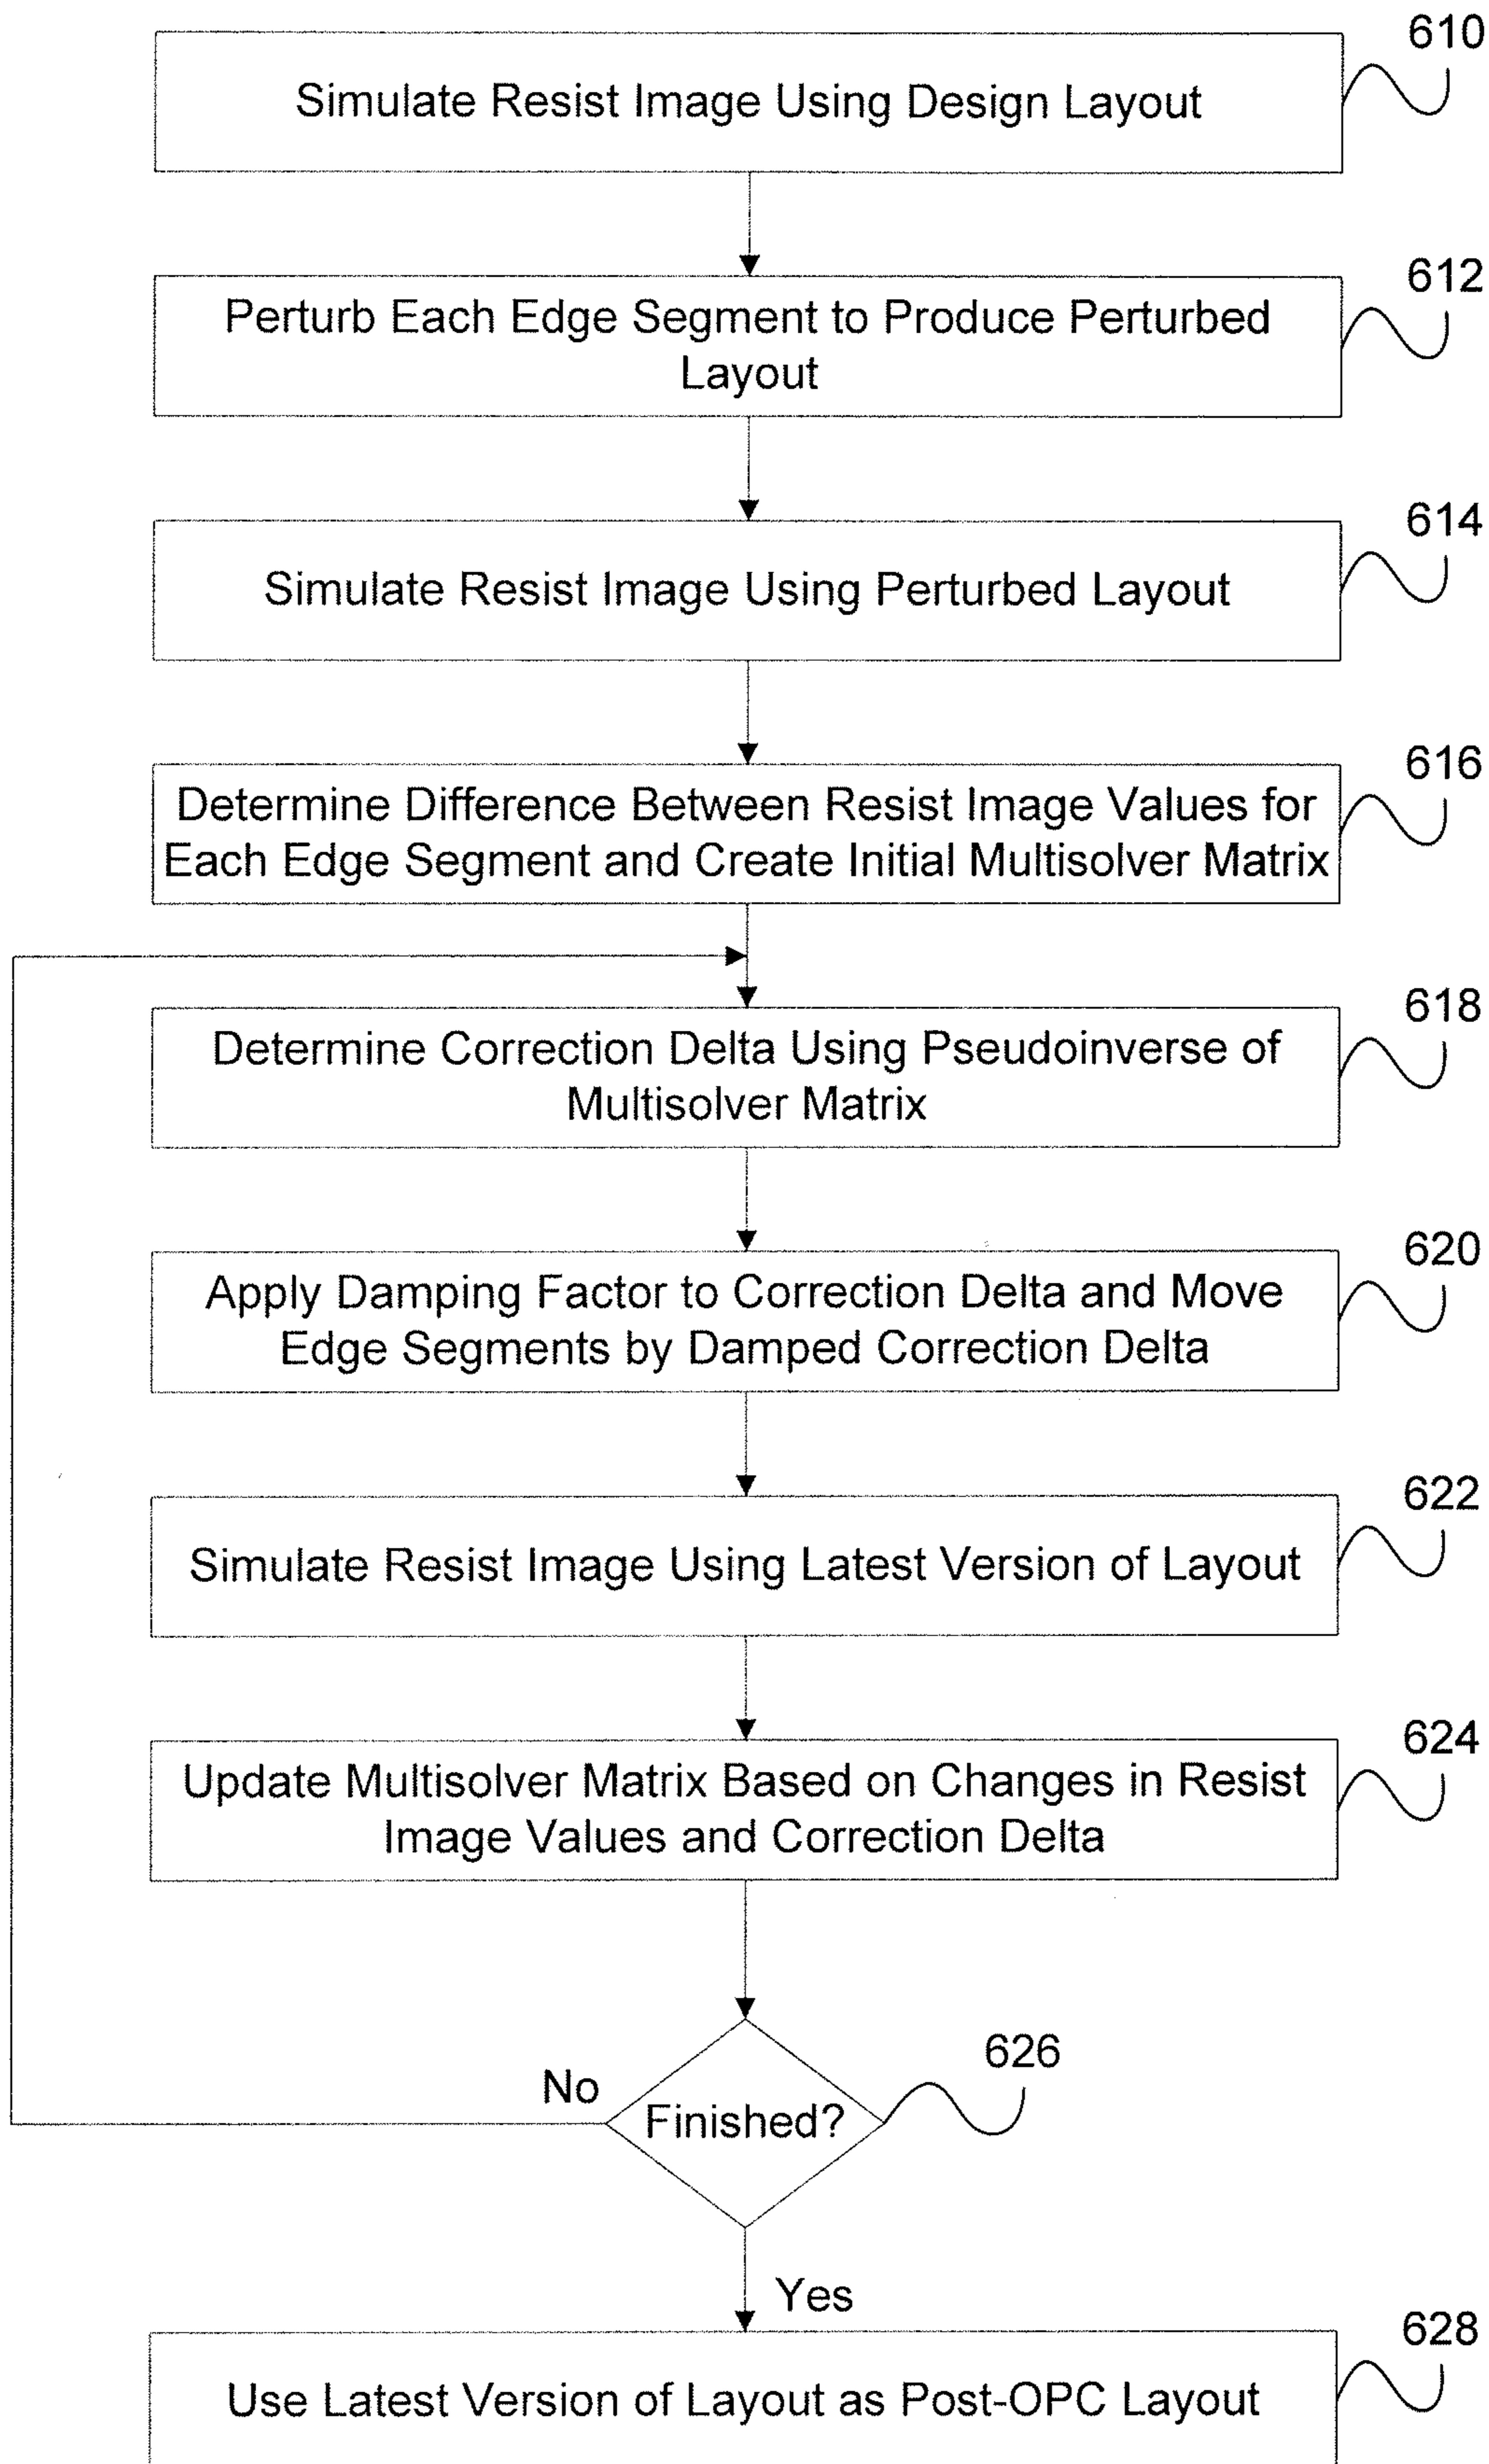 610
Simulate Resist Image Using Design Layout
612
Perturb Each Edge Segment to Produce Perturbed
Layout
614
Simulate Resist Image Using Perturbed Layout
616
Determine Difference Between Resist Image Values for
Each Edge Segment and Create Initial Multisolver Matrix
618
Determine Correction Delta Using Pseudoinverse of
Multisolver Matrix
620
Apply Damping Factor to Correction Delta and Move
Edge Segments by Damped Correction Delta
622
Simulate Resist Image Using Latest Version of Layout
624
Update Multisolver Matrix Based on Changes in Resist
Image Values and Correction Delta
626
No
Finished?
Yes
628
Use Latest Version of Layout as Post-OPC Layout